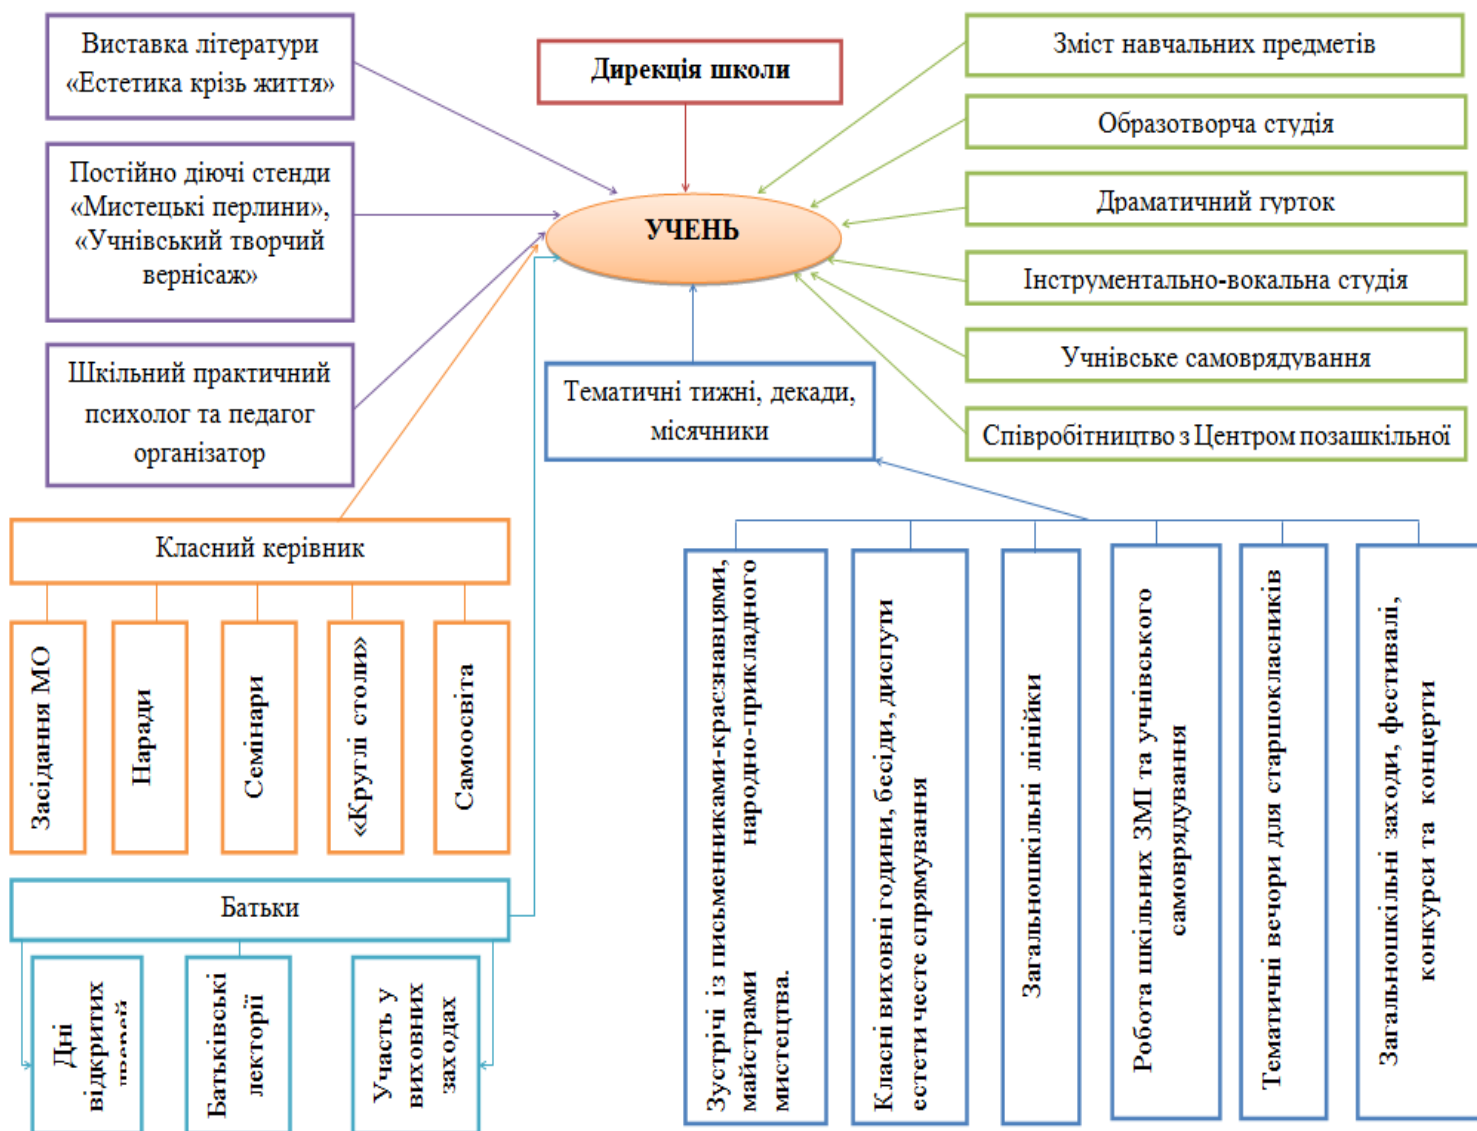 Виставка літератури
«Естетика крізь життя»
Дирекція школи
Зміст навчальних предметів
Образотворча студія
Постійно діючі стенди
«Мистецькі перлини»,
«Учнівський творчий
вернісаж»
УЧЕНЬ
Драматичний гурток
Інструментально-вокальна студія
Учнівське самоврядування
Шкільний практичний
психолог та педагог
організатор
Тематичні тижні, декади,
місячники
Співробітництво з Центром позашкільної
Класний керівник
Засідання МО
Наради
Семінари
«Круглі столи»
Самоосвіта
Зустрічі із письменниками-краєзнавцями,
майстрами народно-прикладного
мистецтва.
Класні виховні години, бесіди, диспути
естети честе спрямування
Загальношкільні лінійки
Робота шкільних ЗМІ та учнівського
самоврядування
Тематичні вечори для старшокласників
Загальношкільні заходи, фестивалі,
конкурси та концерти
Батьки
Дні
відкритих
Батьківські
лекторії
Участь у
виховних
заходах